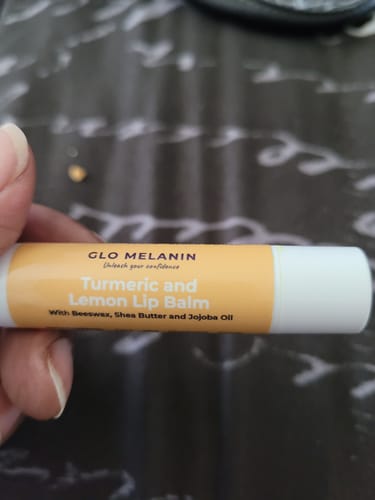 GLO MELANIN
Unleash your confidence
Turmeric and
Lemon Lip Balm
With Beeswax, Shea Butter and Jojoba Oil